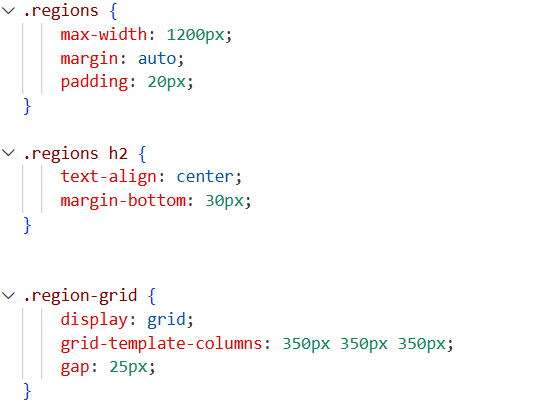 .regions {
max-width: 1200px;
margin: auto;
padding: 20px;
}
.regions h2 {
text-align: center;
margin-bottom: 30px;
}
.region-grid {
display: grid;
grid-template-columns: 350px 350px 350px;
gap: 25px;
}